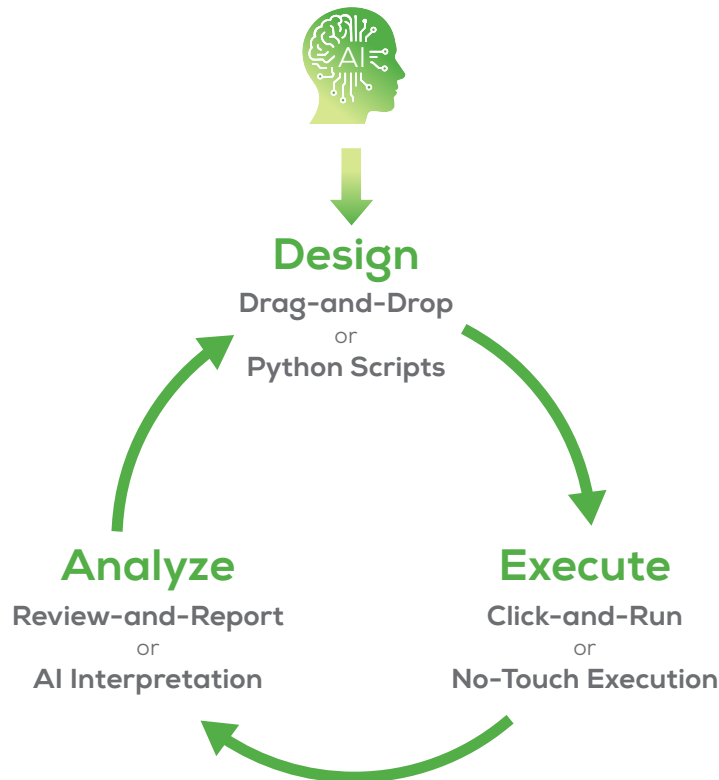 AI
Design
Drag-and-Drop
or
Python Scripts
Analyze
Review-and-Report
or
AI Interpretation
Execute
Click-and-Run
or
No-Touch Execution